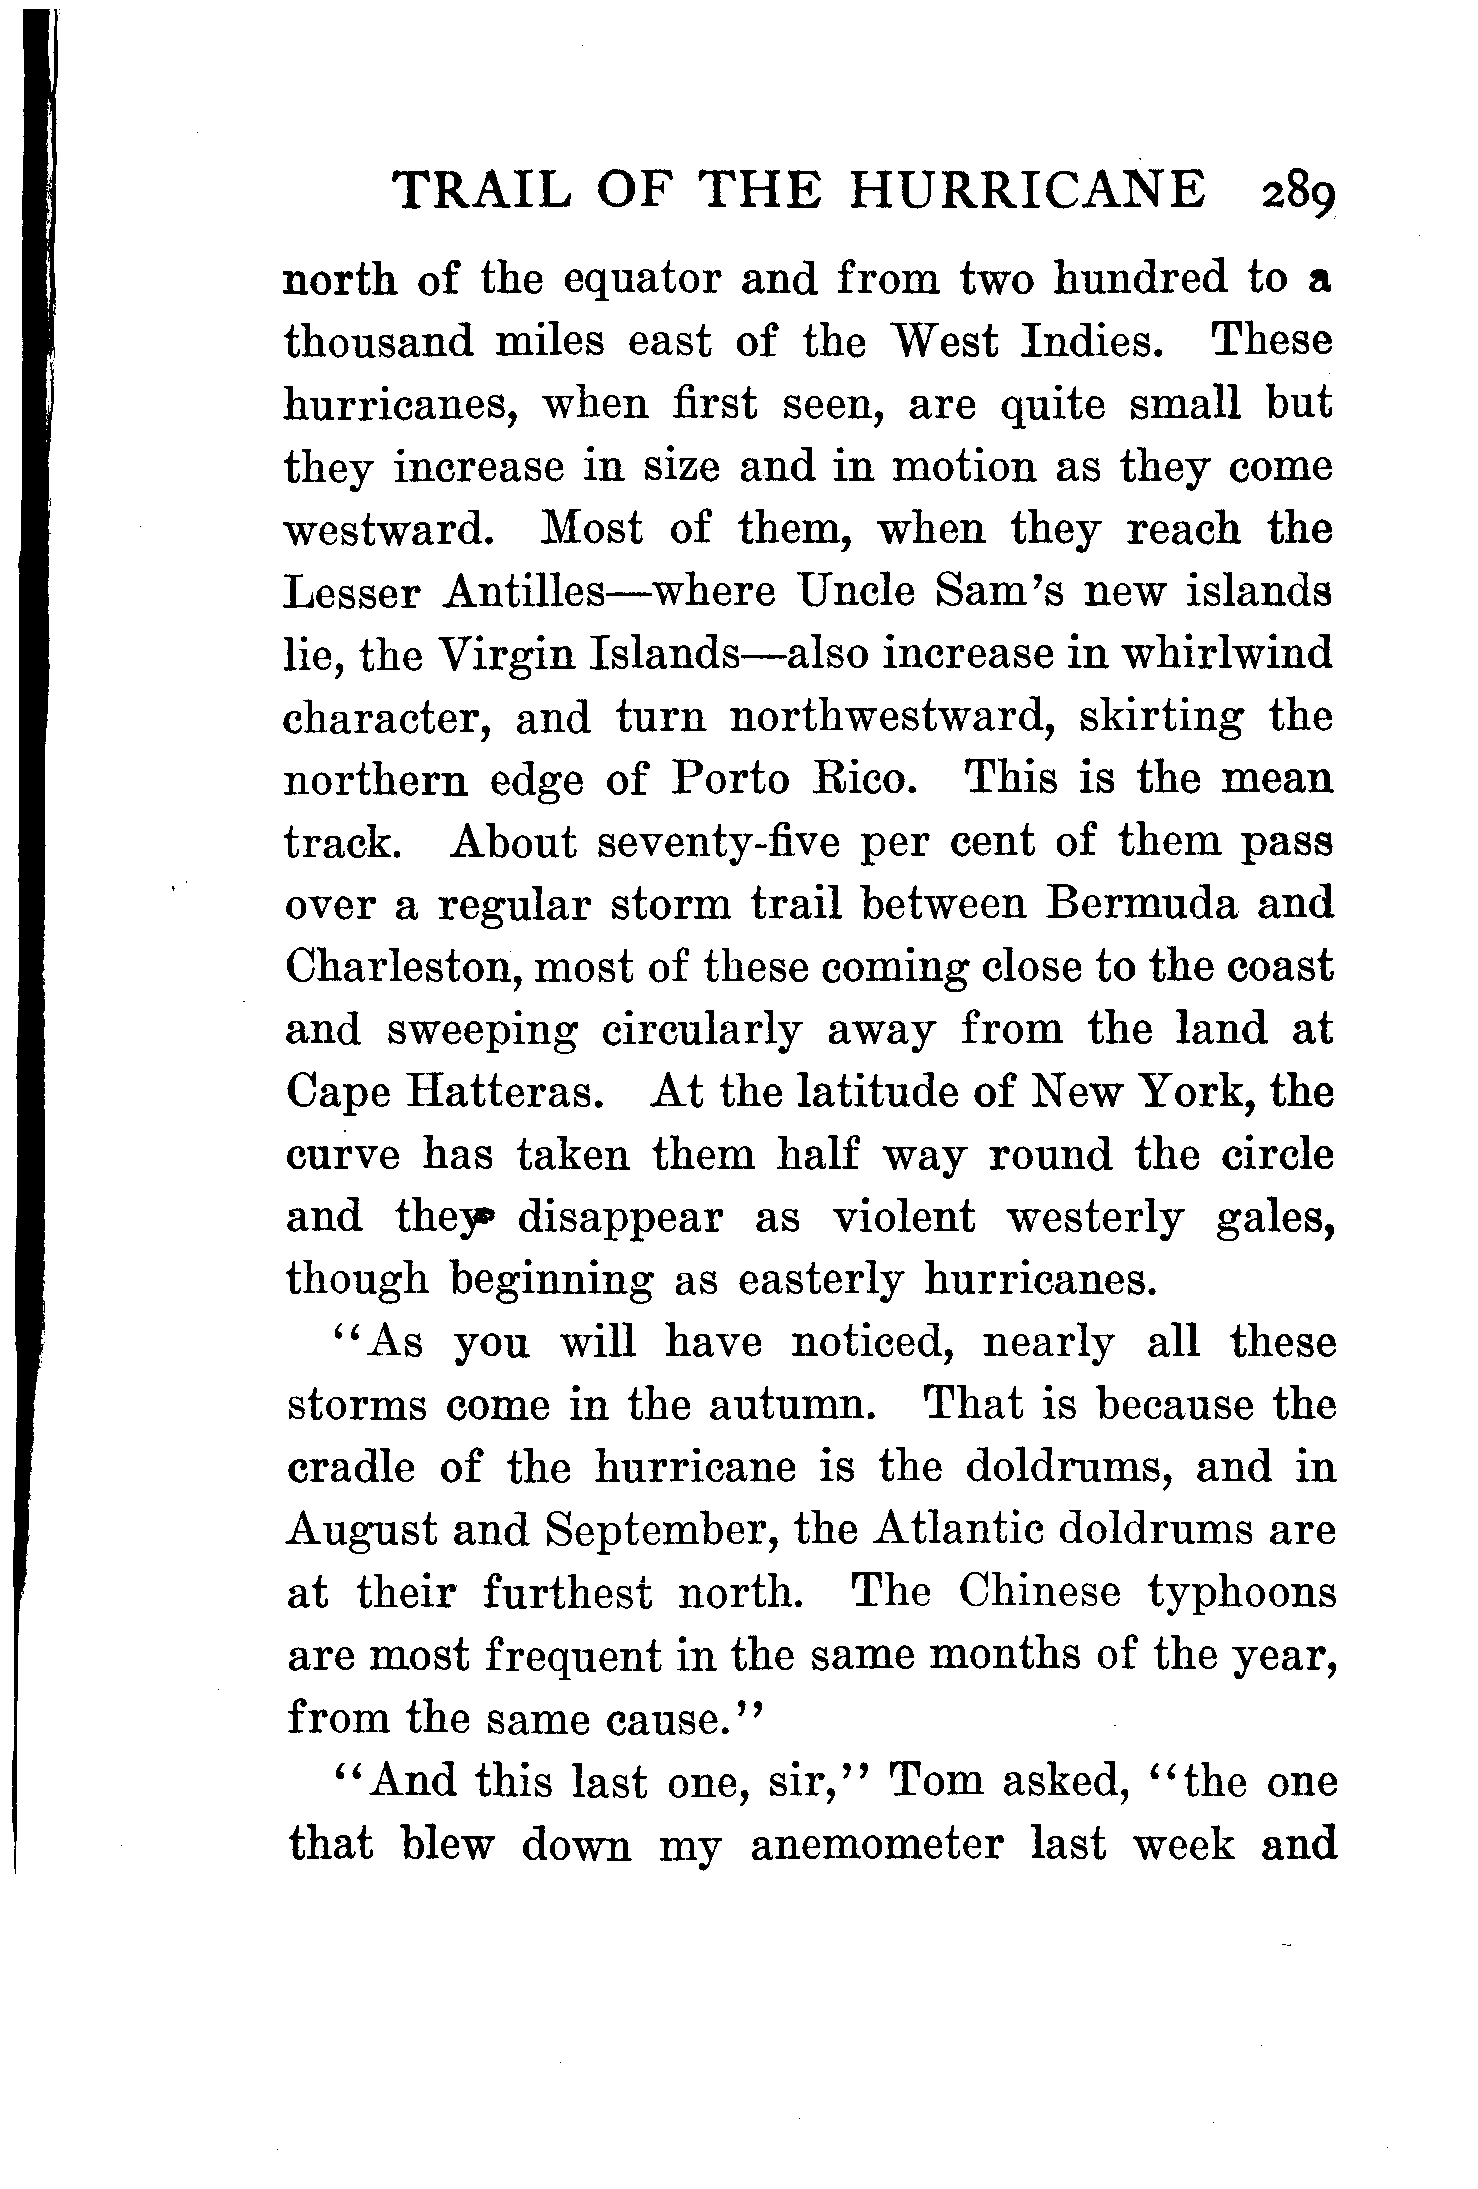 TRAIL OF THE HURRICANE 289
north of the equator and from two hundred to a
thousand miles east of the West Indies. These
hurricanes, when first seen, are quite small but
they increase in size and in motion as they come
westward. Most of them, when they reach the
Lesser Antilles—where Uncle Sam's new islands
lie, the Virgin Islands—also increase in whirlwind
character, and turn northwestward, skirting the
northern edge of Porto Rico. This is the mean
track. About seventy-five per cent of them pass
over a regular storm trail between Bermuda and
Charleston, most of these coming close to the coast
and sweeping circularly away from the land at
Cape Hatteras. At the latitude of New York, the
curve has taken them half way round the circle
and they disappear as violent westerly gales,
though beginning as easterly hurricanes.
"As you will have noticed, nearly all these
storms come in the autumn. That is because the
cradle of the hurricane is the doldrums, and in
August and September, the Atlantic doldrums are
at their furthest north. The Chinese typhoons
are most frequent in the same months of the year,
from the same cause."
"And this last one, sir," Tom asked, "the one
that blew down my anemometer last week and